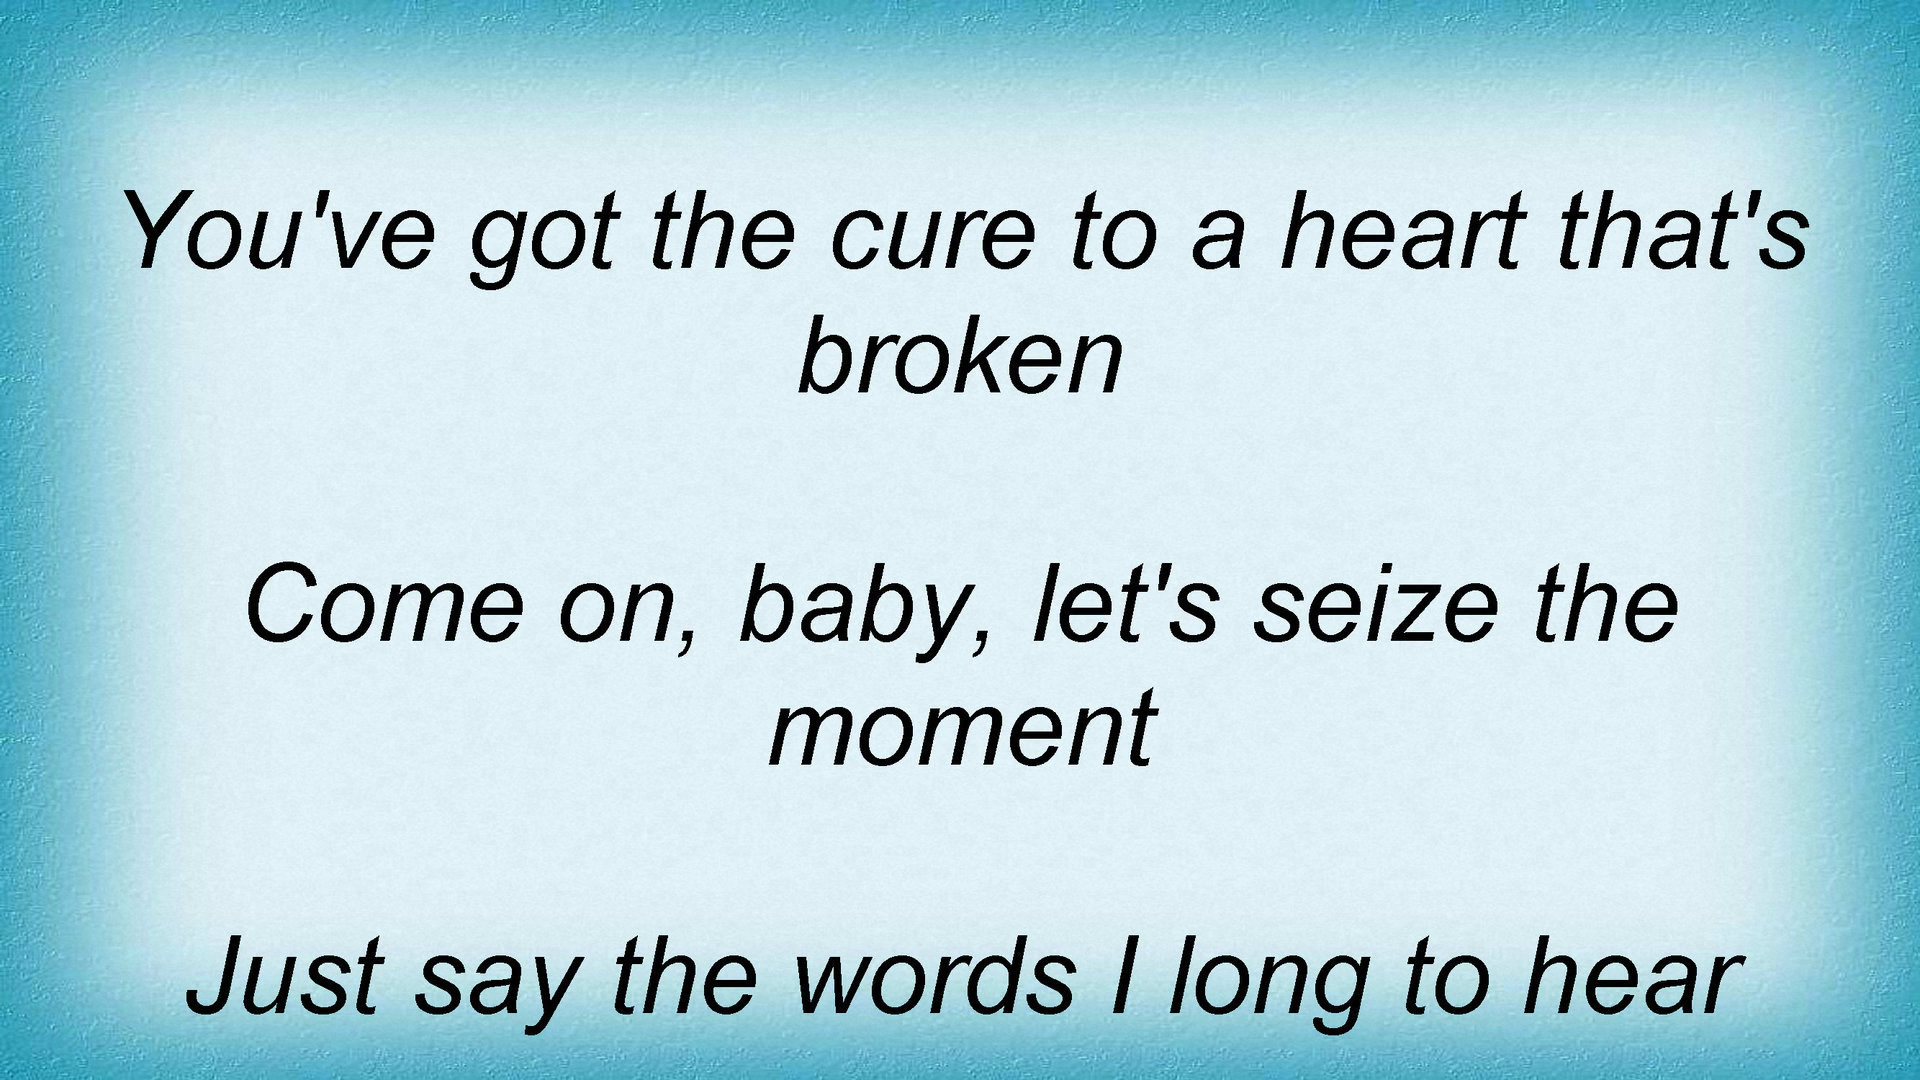 You've got the cure to a heart that's
broken
Come on, baby, let's seize the
moment
Just say the words I long to hear